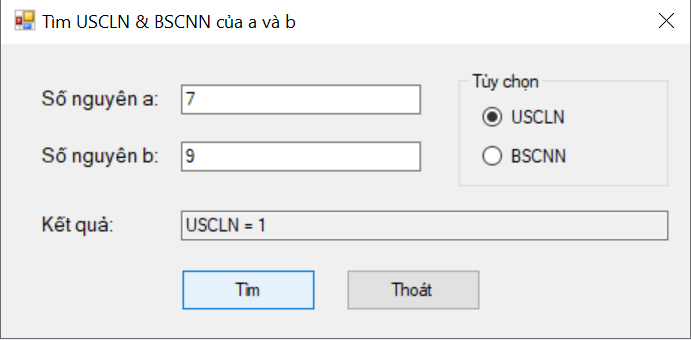 Tìm USCLN & BSCNN của a và b
Số nguyên a: 7
Tùy chọn
USCLN
Số nguyên b: 9
BSCNN
Kết quả: USCLN = 1
Tìm Thoát